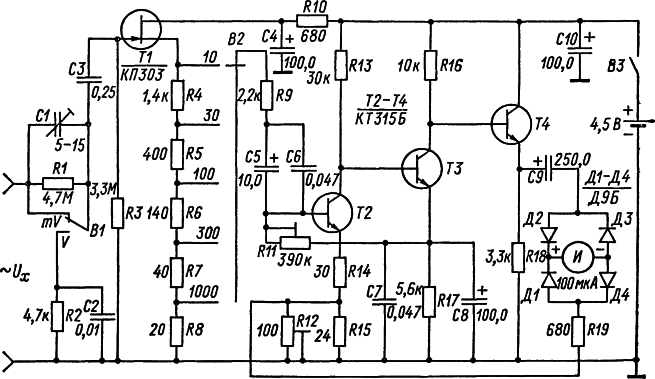 R10
680
C4
+
100,0
C10
+
100,0
B3
T1
КП303
10
B2
R13
30к
10к
R16
C3
0,25
R4
1,4к
2,2к
R9
T2-T4
КТ315Б
T4
4,5 В
+
−
C1
5-15
30
R5
400
C5
+
10,0
C6
0,047
T3
+
250,0
C9
Д1-Д4
Д9Б
R1
4,7М
3,3М
R3
100
R6
140
T2
mV
B1
V
300
R11
390к
3,3к
R18
Д2
Д3
+
И
−
100мкА
~Ux
R7
40
30
R14
C7
0,047
5,6к
R17
+
C8
100,0
Д1
Д4
4,7к
R2
C2
0,01
1000
R8
20
100
R12
24
R15
680
R19